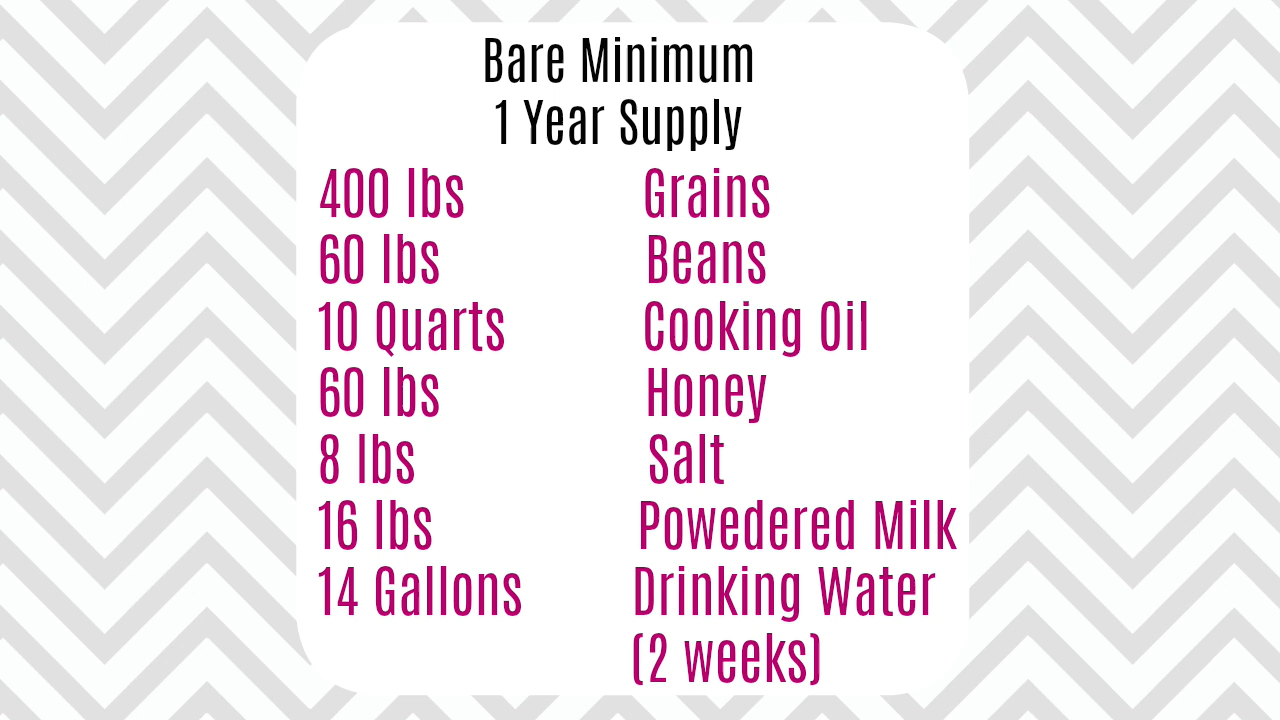 Bare Minimum
1 Year Supply
400 lbs Grains
60 lbs Beans
10 Quarts Cooking Oil
60 lbs Honey
8 lbs Salt
16 lbs Powedered Milk
14 Gallons Drinking Water
(2 weeks)